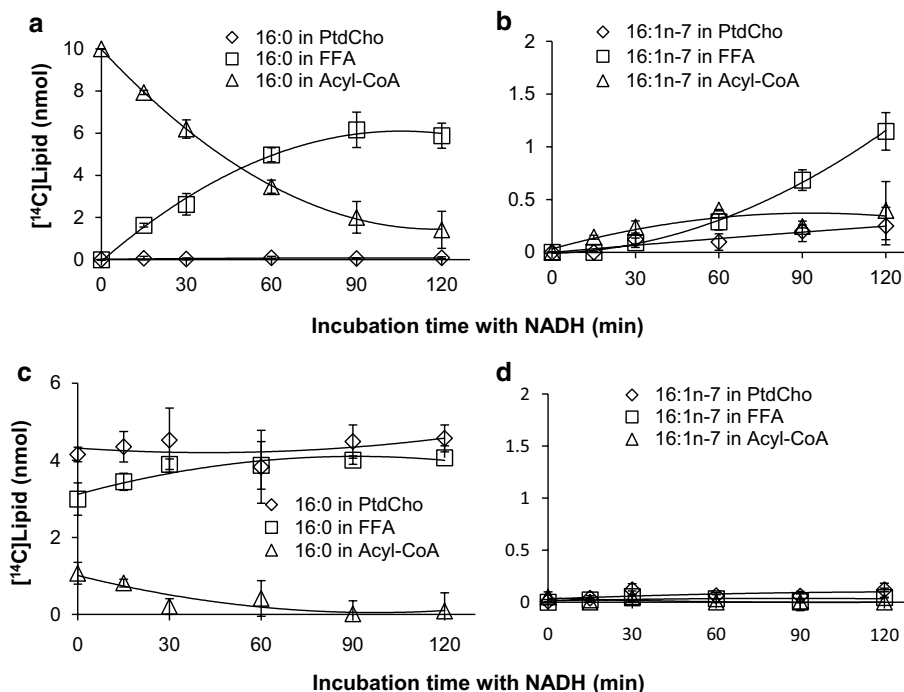 a
16:0 in PtdCho
16:0 in FFA
16:0 in Acyl-CoA
[¹⁴C]Lipid (nmol)
10
8
6
4
2
0
0 30 60 90 120
b
16:1n-7 in PtdCho
16:1n-7 in FFA
16:1n-7 in Acyl-CoA
2
1.5
1
0.5
0
0 30 60 90 120
Incubation time with NADH (min)
c
[¹⁴C]Lipid (nmol)
6
4
2
0
16:0 in PtdCho
16:0 in FFA
16:0 in Acyl-CoA
0 30 60 90 120
d
16:1n-7 in PtdCho
16:1n-7 in FFA
16:1n-7 in Acyl-CoA
2
1.5
1
0.5
0
0 30 60 90 120
Incubation time with NADH (min)